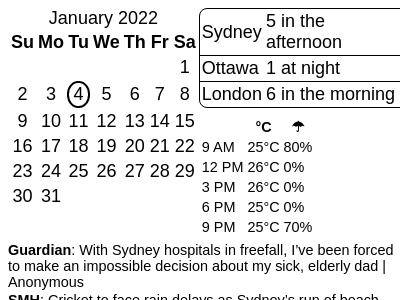 January 2022
Su Mo Tu We Th Fr Sa
1
2 3 4 5 6 7 8
9 10 11 12 13 14 15
16 17 18 19 20 21 22
23 24 25 26 27 28 29
30 31
Sydney 5 in the
afternoon
Ottawa 1 at night
London 6 in the morning
°C ☂
9 AM 25°C 80%
12 PM 26°C 0%
3 PM 26°C 0%
6 PM 25°C 0%
9 PM 25°C 70%
Guardian: With Sydney hospitals in freefall, I've been forced
to make an impossible decision about my sick, elderly dad |
Anonymous
SMH: Cricket to face rain delays as Sydney's run of beach